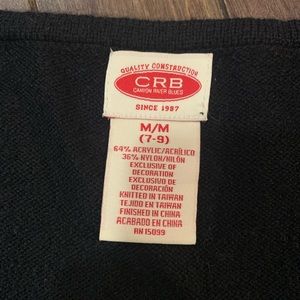 QUALITY CONSTRUCTION
CRB
CANYON RIVER BLUES
SINCE 1987
M/M
(7-9)
64% ACRYLIC/ACRÍLICO
36% NYLON/NILÓN
EXCLUSIVE OF
DECORATION
EXCLUSIVO DE
DECORACIÓN
KNITTED IN TAIWAN
TEJIDO EN TAIWAN
FINISHED IN CHINA
ACABADO EN CHINA
RN 15099